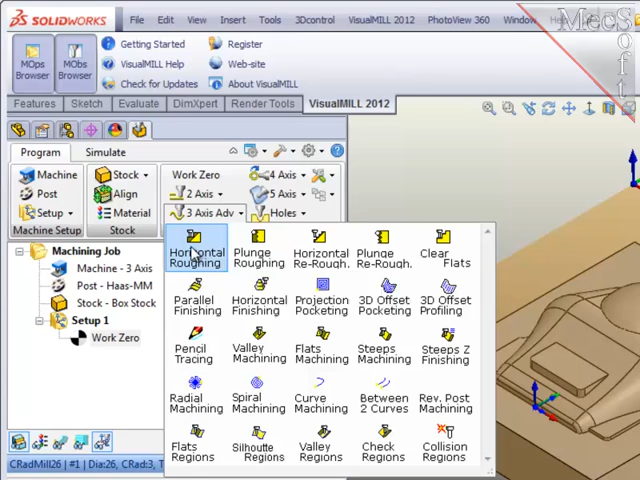 SOLIDWORKS File Edit View Insert Tools 3Dcontrol VisualMILL 2012 PhotoView 360 Window
MecSoft
MOps Browser
MObs Browser
Getting Started
Register
VisualMILL Help
Web-site
Check for Updates
About VisualMILL
Features Sketch Evaluate DimXpert Render Tools VisualMILL 2012
Program Simulate
Machine
Post
Setup
Machine Setup
Stock
Align
Material
Stock
Work Zero
4 Axis
2 Axis
5 Axis
3 Axis Adv
Holes
Horizontal Roughing
Plunge Roughing
Horizontal Re-Rough.
Plunge Re-Rough.
Clear Flats
Parallel Finishing
Horizontal Finishing
Projection Pocketing
3D Offset Pocketing
3D Offset Profiling
Pencil Tracing
Valley Machining
Flats Machining
Steeps Machining
Steeps Z Finishing
Radial Machining
Spiral Machining
Curve Machining
Between 2 Curves
Rev. Post Machining
Flats Regions
Silhoutte Regions
Valley Regions
Check Regions
Collision Regions
Machining Job
Machine - 3 Axis
Post - Haas-MM
Stock - Box Stock
Setup 1
Work Zero
CRadMill26 | #1 | Dia:26, CRad:3,